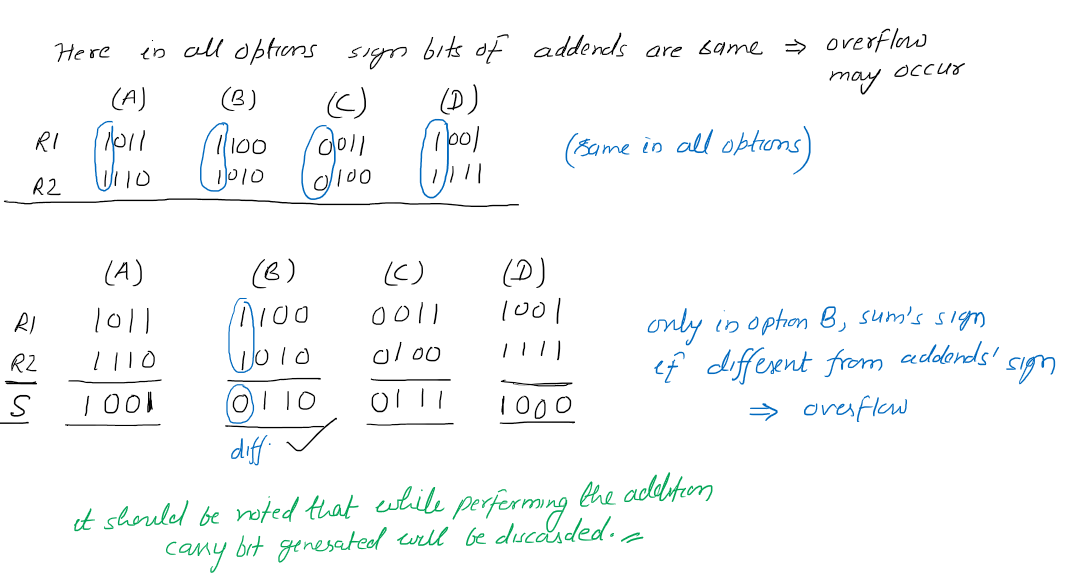 Here in all options sign bits of addends are same ⇒ overflow
may occur
(A) (B) (C) (D)
R1 1011 1100 0011 1001
R2 1110 1010 0100 1111
(same in all options)
(A) (B) (C) (D)
R1 1011 1100 0011 1001
R2 1110 1010 0100 1111
S 1001 0110 0111 1000
diff. ✓
only in option B, sum's sign
if different from addends' sign
⇒ overflow
it should be noted that while performing the addition
carry bit generated will be discarded.